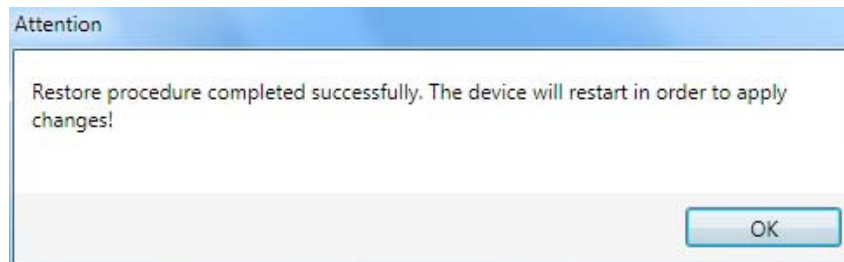 Attention
Restore procedure completed successfully. The device will restart in order to apply
changes!
OK